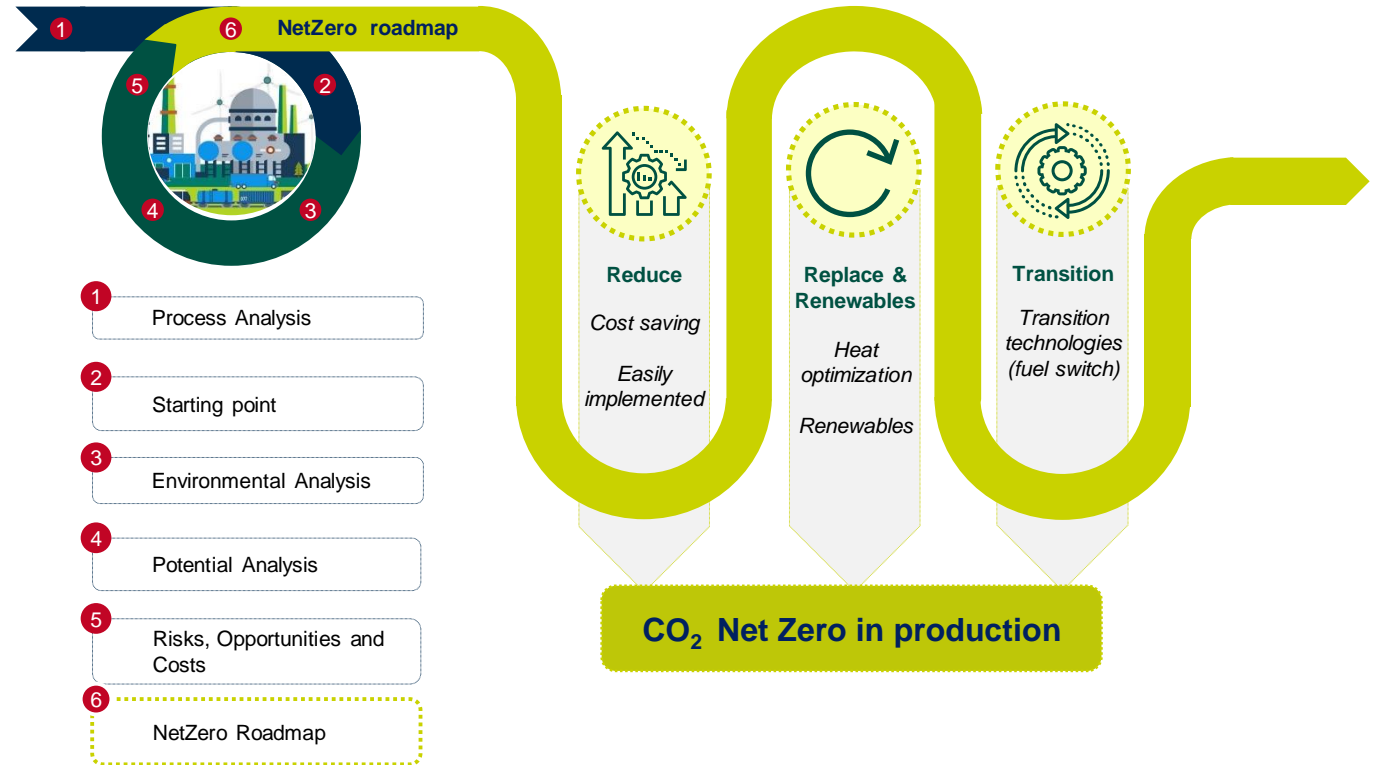 1
6
NetZero roadmap
5
2
4
3
1
Process Analysis
2
Starting point
3
Environmental Analysis
4
Potential Analysis
5
Risks, Opportunities and
Costs
6
NetZero Roadmap
Reduce
Cost saving
Easily
implemented
Replace &
Renewables
Heat
optimization
Renewables
Transition
Transition
technologies
(fuel switch)
CO₂ Net Zero in production